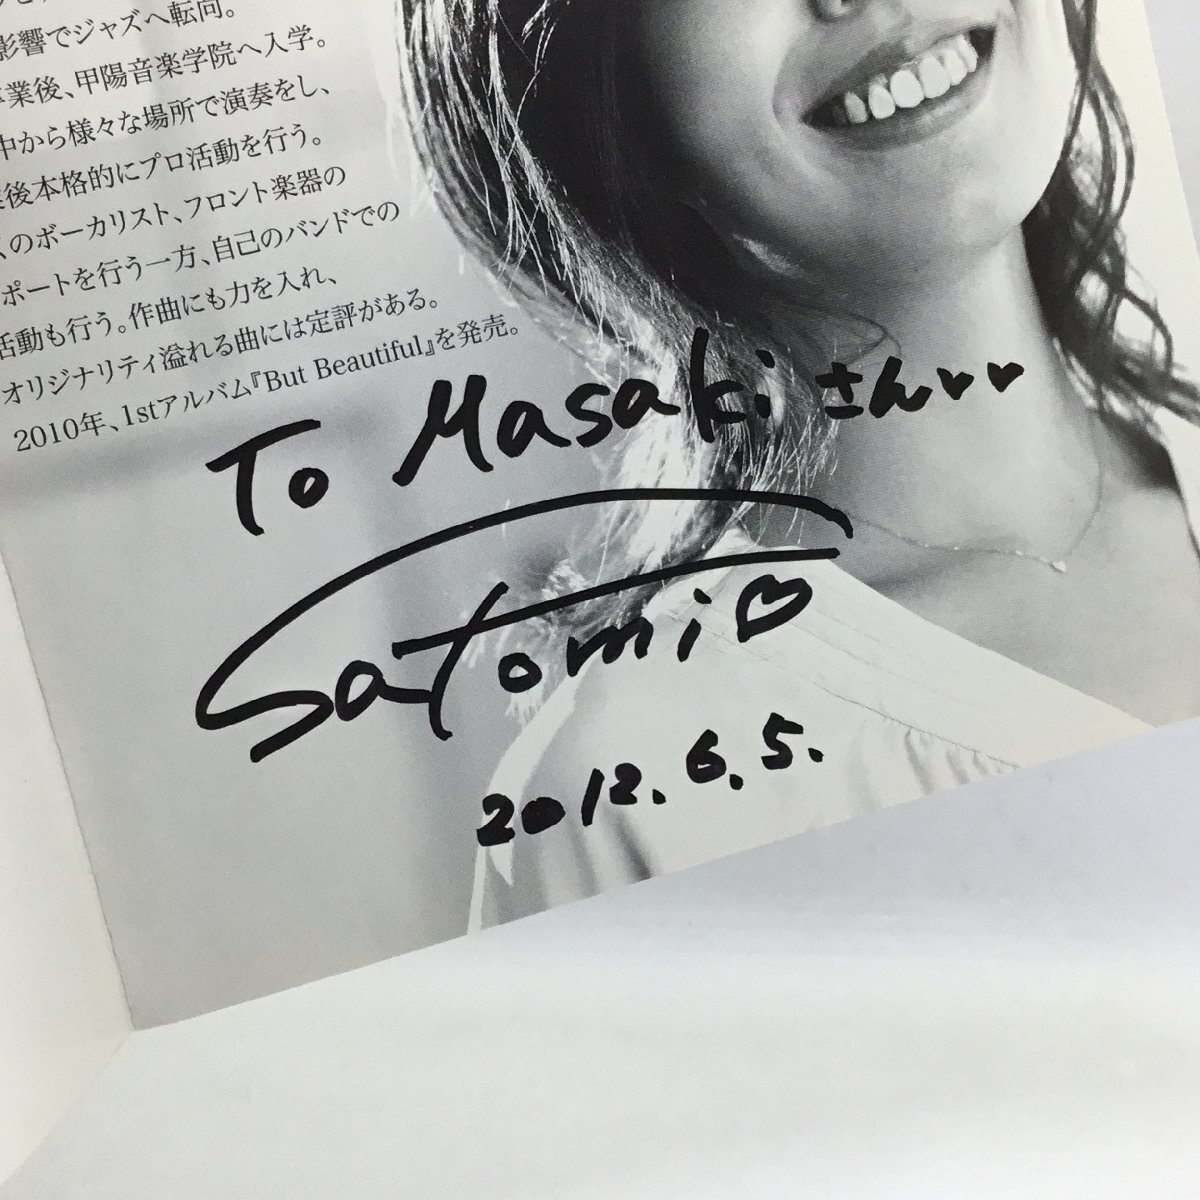 影響でジャズへ転向。
業後、甲陽音楽学院へ入学。
中から様々な場所で演奏をし、
後本格的にプロ活動を行う。
のボーカリスト、フロント楽器の
ポートを行う一方、自己のバンドでの
活動も行う。作曲にも力を入れ、
オリジナリティ溢れる曲には定評がある。
2010年、1stアルバム『But Beautiful』を発売。
To Masaki さん♥♥
Satomi♡
2012.6.5.